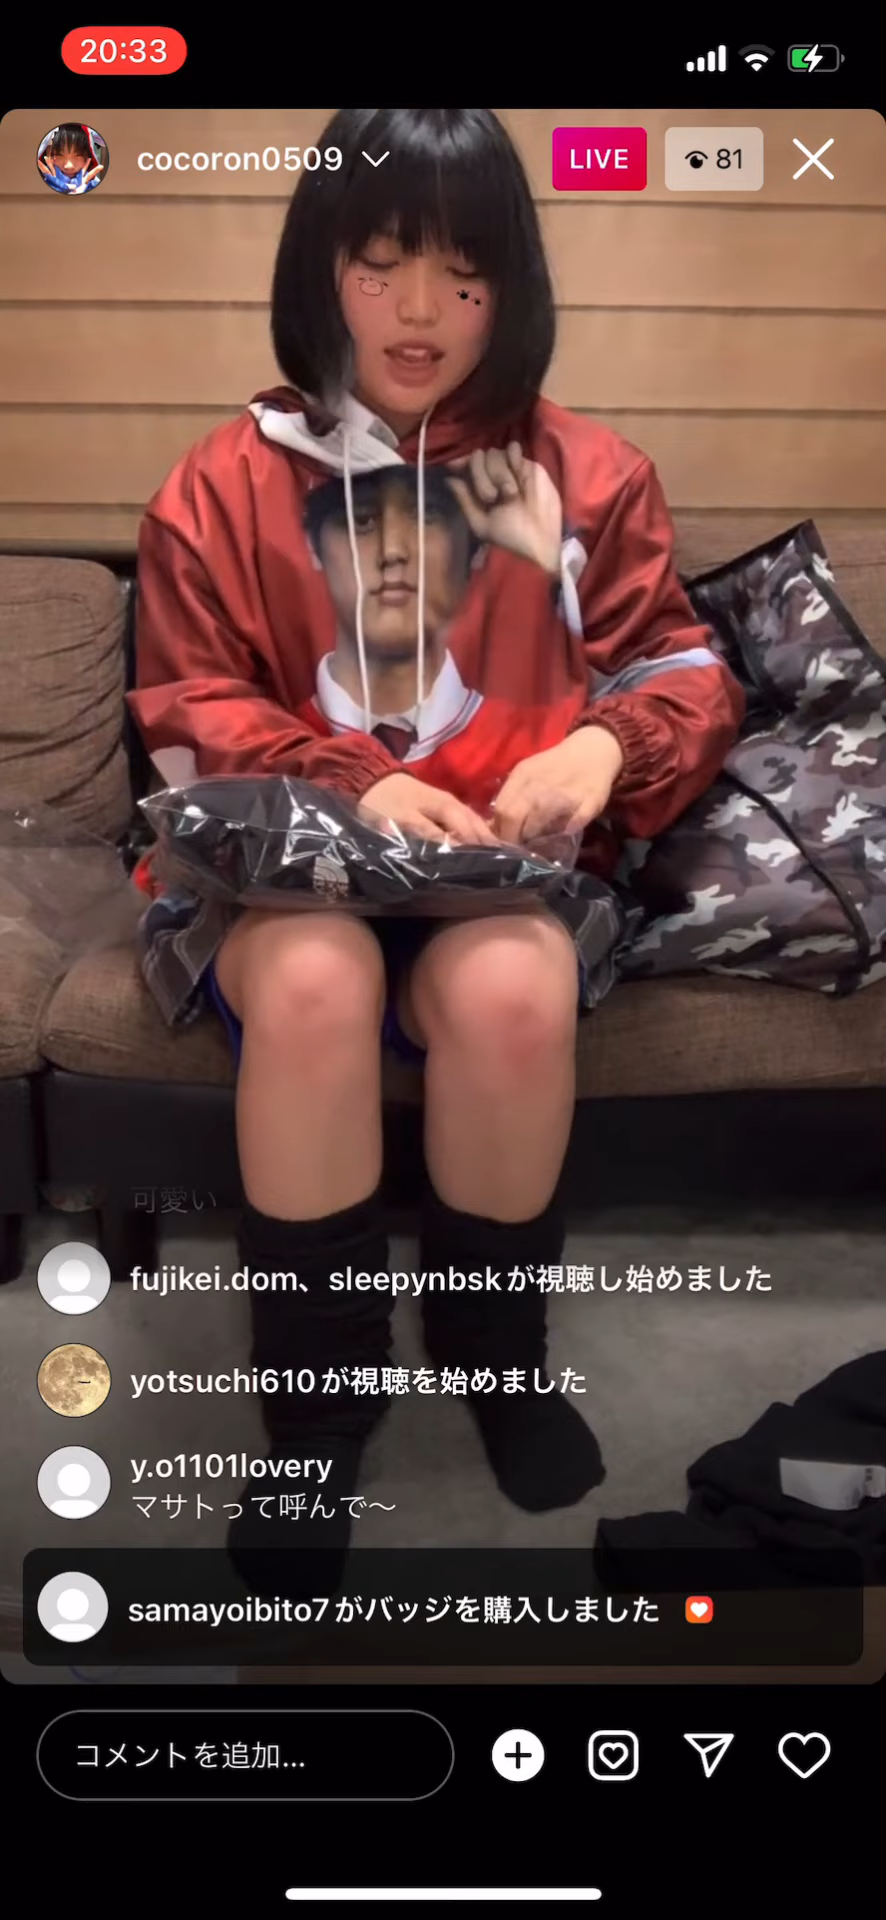 20:33
cocoron0509
LIVE
81
可愛い
fujikei.dom、sleepynbskが視聴し始めました
yotsuchi610が視聴を始めました
y.o1101lovery
マサトって呼んで〜
samayoibito7がバッジを購入しました
コメントを追加...